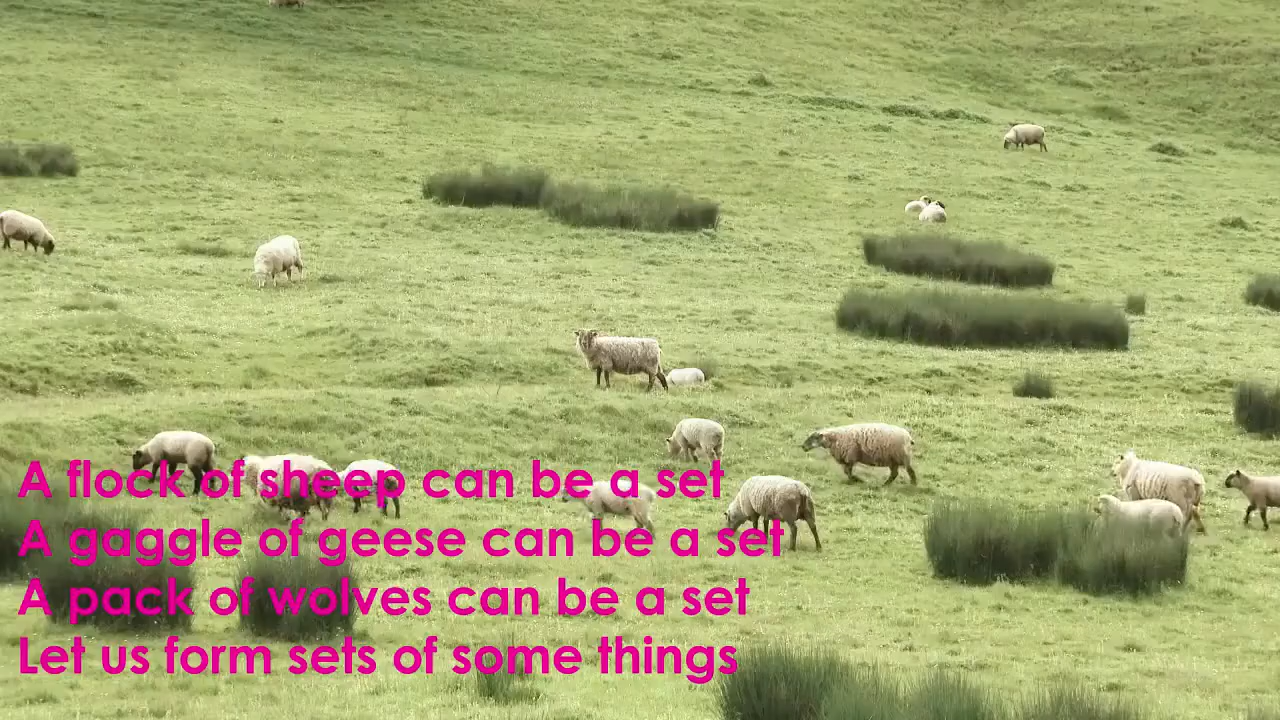 A flock of sheep can be a set
A gaggle of geese can be a set
A pack of wolves can be a set
Let us form sets of some things